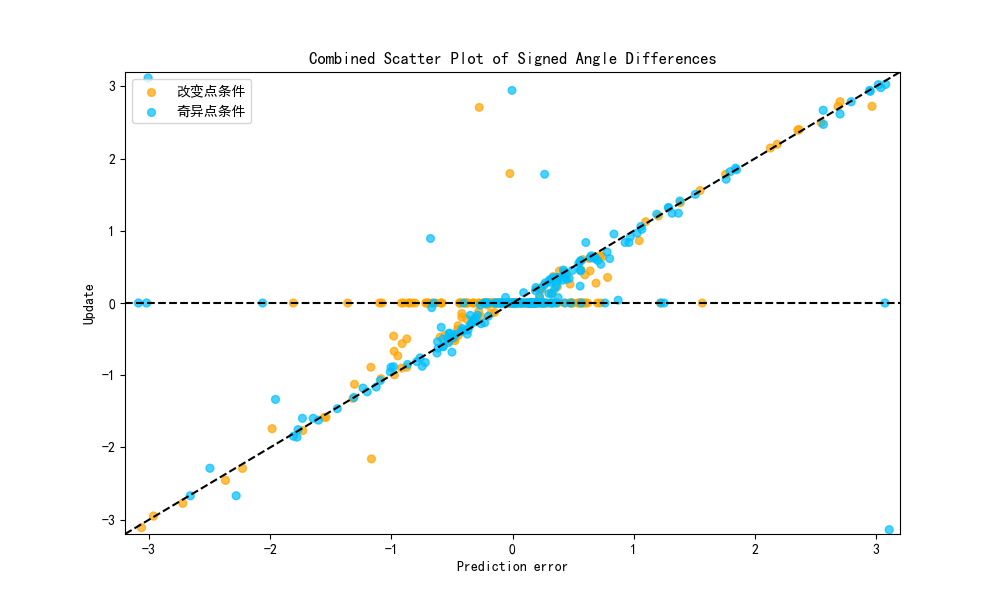 Combined Scatter Plot of Signed Angle Differences
改变点条件
奇异点条件
3
2
1
0
−1
−2
−3
Update
−3 −2 −1 0 1 2 3
Prediction error